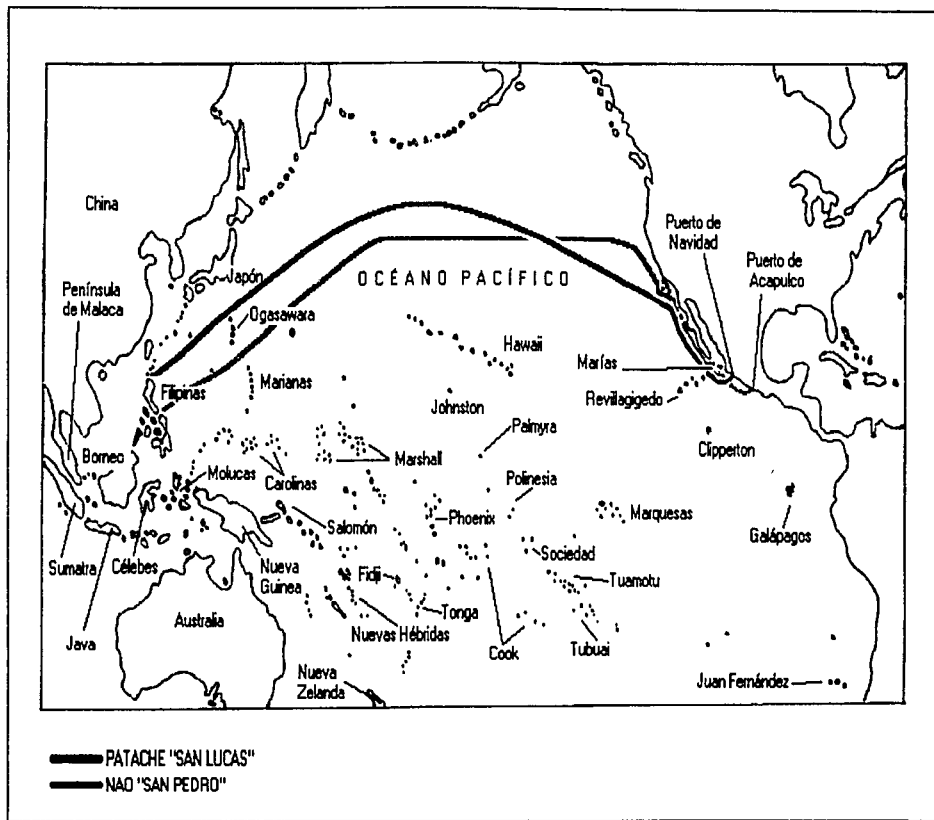 China
Puerto de
Navidad
Puerto de
Acapulco
OCÉANO PACÍFICO
Japón
Península
de Malaca
Ogasawara
Hawaii
Marías
Filipinas
Marianas
Revillagigedo
Johnston
Palmyra
Clipperton
Borneo
Marshall
Molucas
Carolinas
Polinesia
Salomón
Phoenix
Marquesas
Galápagos
Sumatra
Célebes
Nueva
Guinea
Sociedad
Fidji
Tuamotu
Tonga
Australia
Java
Nuevas Hébridas
Cook
Tubuai
Nueva
Zelanda
Juan Fernández
PATACHE "SAN LUCAS"
NAO "SAN PEDRO"